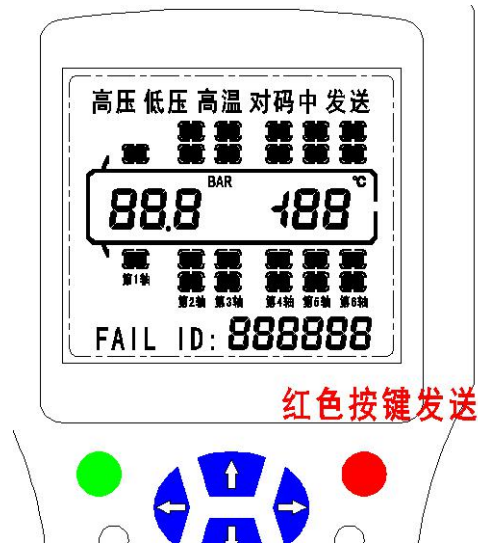 高压 低压 高温 对码中 发送
BAR ℃
88.8 188
第1轴
第2轴 第3轴 第4轴 第5轴 第6轴
FAIL ID: 888888
红色按键发送